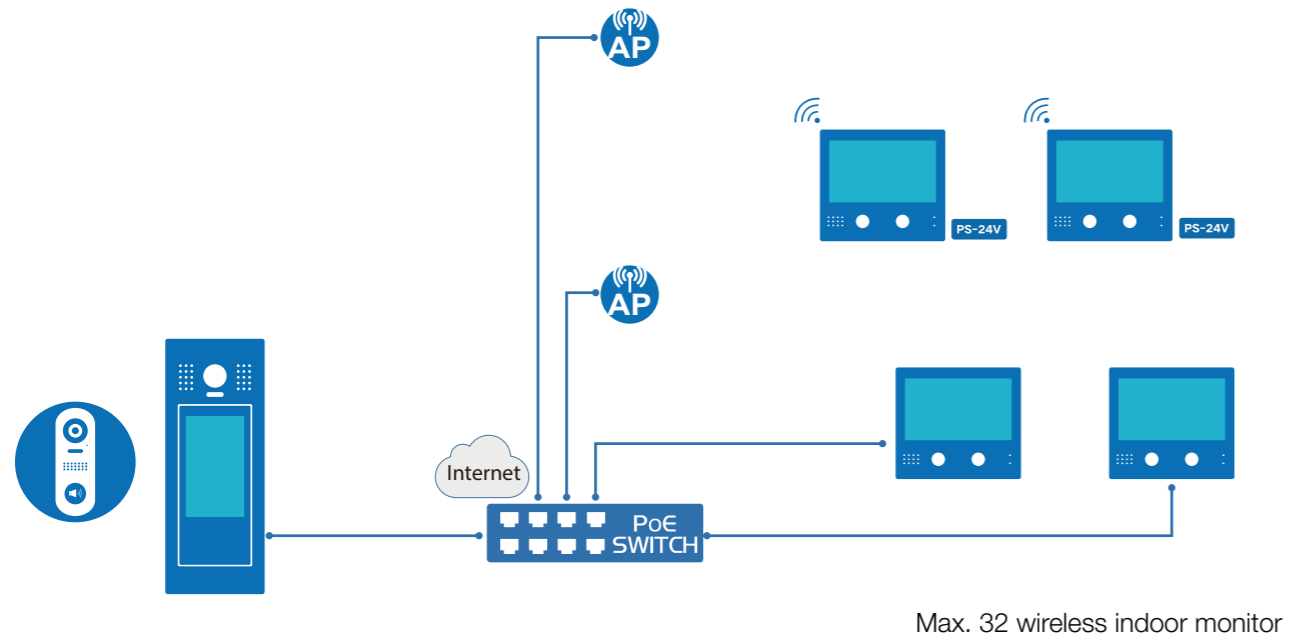 AP
PS-24V
PS-24V
AP
Internet
PoE
SWITCH
Max. 32 wireless indoor monitor